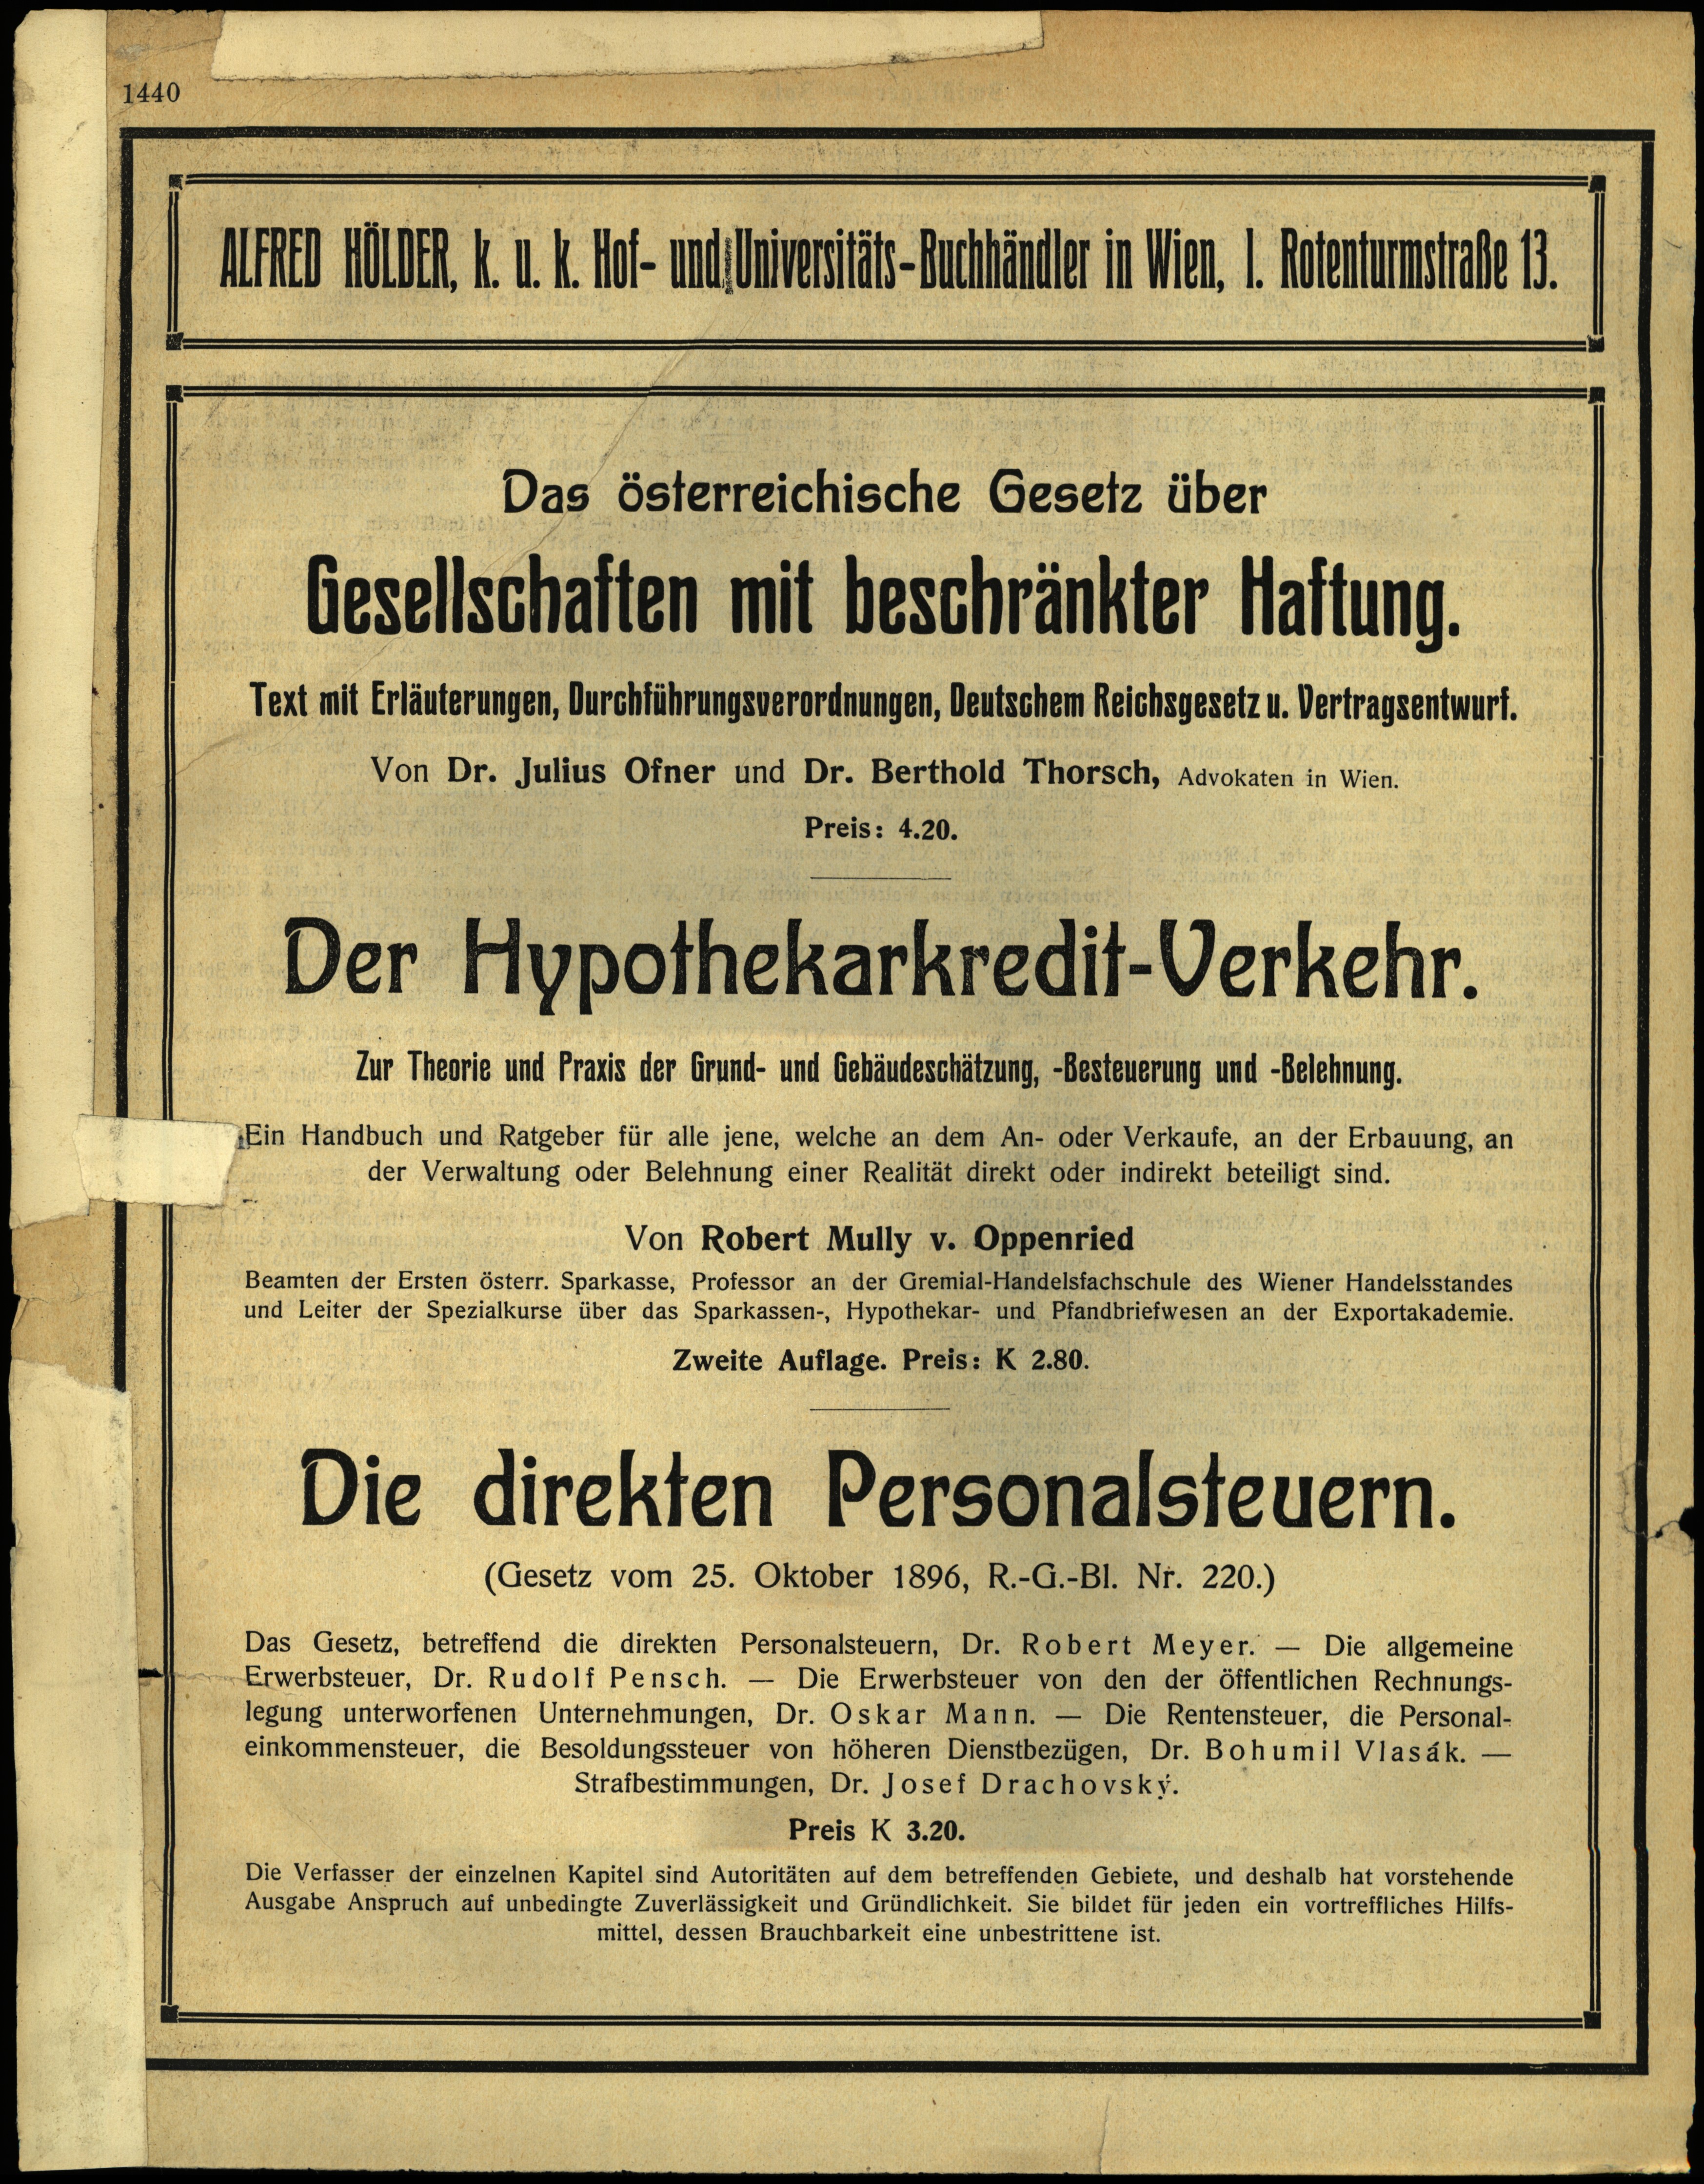 1440
ALFRED HÖLDER, k. u. k. Hof- und Universitäts-Buchhändler in Wien, I. Rotenturmstraße 13.
Das österreichische Gesetz über
Gesellschaften mit beschränkter Haftung.
Text mit Erläuterungen, Durchführungsverordnungen, Deutschem Reichsgesetz u. Vertragsentwurf.
Von Dr. Julius Ofner und Dr. Berthold Thorsch, Advokaten in Wien.
Preis: 4.20.
Der Hypothekarkredit-Verkehr.
Zur Theorie und Praxis der Grund- und Gebäudeschätzung, -Besteuerung und -Belehnung.
Ein Handbuch und Ratgeber für alle jene, welche an dem An- oder Verkaufe, an der Erbauung, an
der Verwaltung oder Belehnung einer Realität direkt oder indirekt beteiligt sind.
Von Robert Mully v. Oppenried
Beamten der Ersten österr. Sparkasse, Professor an der Gremial-Handelsfachschule des Wiener Handelsstandes
und Leiter der Spezialkurse über das Sparkassen-, Hypothekar- und Pfandbriefwesen an der Exportakademie.
Zweite Auflage. Preis: K 2.80.
Die direkten Personalsteuern.
(Gesetz vom 25. Oktober 1896, R.-G.-Bl. Nr. 220.)
Das Gesetz, betreffend die direkten Personalsteuern, Dr. Robert Meyer. — Die allgemeine
Erwerbsteuer, Dr. Rudolf Pensch. — Die Erwerbsteuer von den der öffentlichen Rechnungs-
legung unterworfenen Unternehmungen, Dr. Oskar Mann. — Die Rentensteuer, die Personal-
einkommensteuer, die Besoldungssteuer von höheren Dienstbezügen, Dr. Bohumil Vlasák. —
Strafbestimmungen, Dr. Josef Drachovský.
Preis K 3.20.
Die Verfasser der einzelnen Kapitel sind Autoritäten auf dem betreffenden Gebiete, und deshalb hat vorstehende
Ausgabe Anspruch auf unbedingte Zuverlässigkeit und Gründlichkeit. Sie bildet für jeden ein vortreffliches Hilfs-
mittel, dessen Brauchbarkeit eine unbestrittene ist.